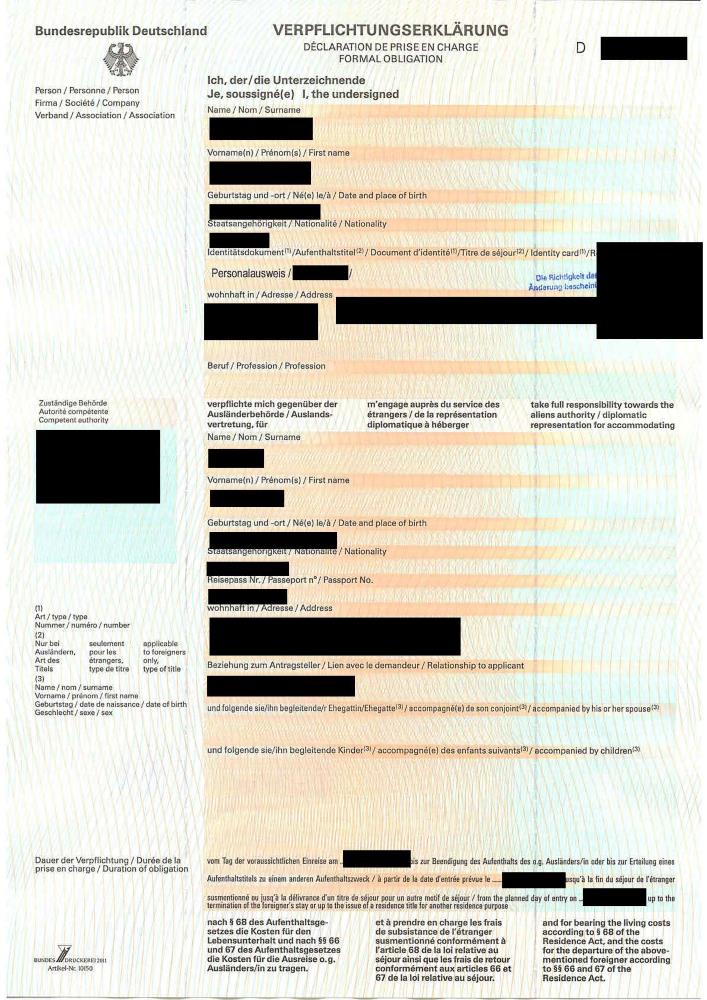 Bundesrepublik Deutschland
VERPFLICHTUNGSERKLÄRUNG
DÉCLARATION DE PRISE EN CHARGE
FORMAL OBLIGATION
D
Person / Personne / Person
Firma / Société / Company
Verband / Association / Association
Ich, der/die Unterzeichnende
Je, soussigné(e) I, the undersigned
Name / Nom / Surname
Vorname(n) / Prénom(s) / First name
Geburtstag und -ort / Né(e) le/à / Date and place of birth
Staatsangehörigkeit / Nationalité / Nationality
Identitätsdokument(1)/Aufenthaltstitel(2) / Document d'identité(1)/Titre de séjour(2)/ Identity card(1)/R
Personalausweis / /
Die Richtigkeit der
Änderung bescheini
wohnhaft in / Adresse / Address
Beruf / Profession / Profession
Zuständige Behörde
Autorité compétente
Competent authority
verpflichte mich gegenüber der
Ausländerbehörde / Auslands-
vertretung, für
m'engage auprès du service des
étrangers / de la représentation
diplomatique à héberger
take full responsibility towards the
aliens authority / diplomatic
representation for accommodating
Name / Nom / Surname
Vorname(n) / Prénom(s) / First name
Geburtstag und -ort / Né(e) le/à / Date and place of birth
Staatsangehörigkeit / Nationalité / Nationality
Reisepass Nr. / Passeport n° / Passport No.
wohnhaft in / Adresse / Address
(1)
Art / type / type
Nummer / numéro / number
(2)
Nur bei seulement applicable
Ausländern, pour les to foreigners
Art des étrangers, only,
Titels type de titre type of title
(3)
Name / nom / surname
Vorname / prénom / first name
Geburtstag / date de naissance / date of birth
Geschlecht / sexe / sex
Beziehung zum Antragsteller / Lien avec le demandeur / Relationship to applicant
und folgende sie/ihn begleitende/r Ehegattin/Ehegatte(3) / accompagné(e) de son conjoint(3) / accompanied by his or her spouse(3)
und folgende sie/ihn begleitende Kinder(3) / accompagné(e) des enfants suivants(3) / accompanied by children(3)
Dauer der Verpflichtung / Durée de la
prise en charge / Duration of obligation
vom Tag der voraussichtlichen Einreise am bis zur Beendigung des Aufenthalts des o.g. Ausländers/in oder bis zur Erteilung eines
Aufenthaltstitels zu einem anderen Aufenthaltszweck / à partir de la date d'entrée prévue le jusqu'à la fin du séjour de l'étranger
susmentionné ou jusqu'à la délivrance d'un titre de séjour pour un autre motif de séjour / from the planned day of entry on up to the
termination of the foreigner's stay or up to the issue of a residence title for another residence purpose
nach § 68 des Aufenthaltsge-
setzes die Kosten für den
Lebensunterhalt und nach §§ 66
und 67 des Aufenthaltsgesetzes
die Kosten für die Ausreise o.g.
Ausländers/in zu tragen.
et à prendre en charge les frais
de subsistance de l'étranger
susmentionné conformément à
l'article 68 de la loi relative au
séjour ainsi que les frais de retour
conformément aux articles 66 et
67 de la loi relative au séjour.
and for bearing the living costs
according to § 68 of the
Residence Act, and the costs
for the departure of the above-
mentioned foreigner according
to §§ 66 and 67 of the
Residence Act.
BUNDESDRUCKEREI 2011
Artikel-Nr. 10150